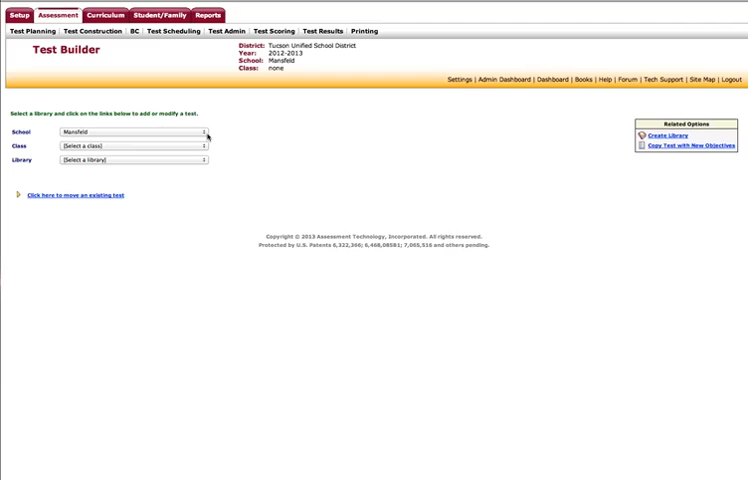 Setup Assessment Curriculum Student/Family Reports
Test Planning Test Construction BC Test Scheduling Test Admin Test Scoring Test Results Printing
Test Builder
District: Tucson Unified School District
Year: 2012-2013
School: Mansfeld
Class: none
Settings | Admin Dashboard | Dashboard | Books | Help | Forum | Tech Support | Site Map | Logout
Select a library and click on the links below to add or modify a test.
School Mansfeld
Class (Select a class)
Library (Select a library)
Related Options
Create Library
Copy Test with New Objectives
Click here to move an existing test
Copyright © 2013 Assessment Technology, Incorporated. All rights reserved.
Protected by U.S. Patents 6,322,366; 6,468,085B1; 7,065,516 and others pending.